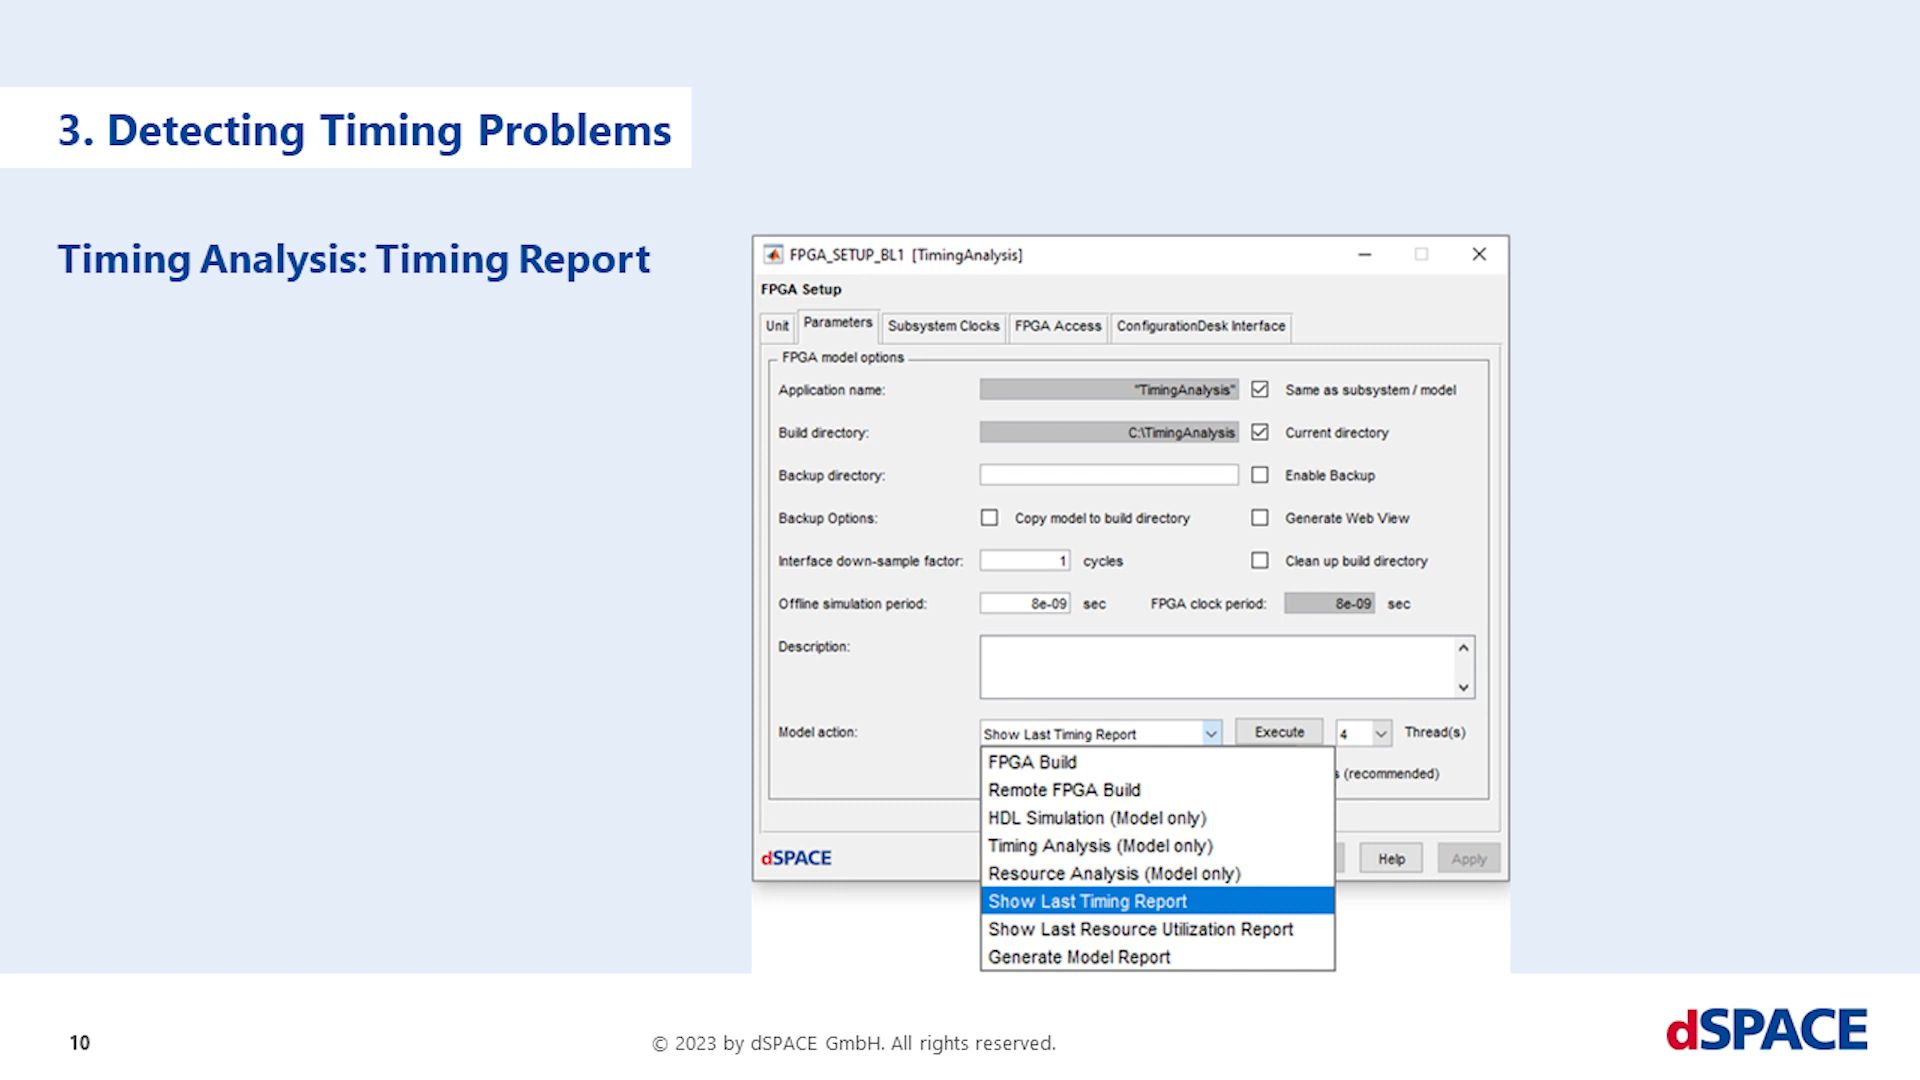 3. Detecting Timing Problems
Timing Analysis: Timing Report
FPGA_SETUP_BL1 [TimingAnalysis]
FPGA Setup
Unit Parameters Subsystem Clocks FPGA Access ConfigurationDesk Interface
FPGA model options
Application name: "TimingAnalysis" Same as subsystem / model
Build directory: C:\TimingAnalysis Current directory
Backup directory: Enable Backup
Backup Options: Copy model to build directory Generate Web View
Interface down-sample factor: 1 cycles Clean up build directory
Offline simulation period: 8e-09 sec FPGA clock period: 8e-09 sec
Description:
Model action: Show Last Timing Report Execute 4 Thread(s)
FPGA Build
(recommended)
Remote FPGA Build
HDL Simulation (Model only)
Timing Analysis (Model only)
dSPACE Help Apply
Resource Analysis (Model only)
Show Last Timing Report
Show Last Resource Utilization Report
Generate Model Report
10
© 2023 by dSPACE GmbH. All rights reserved.
dSPACE